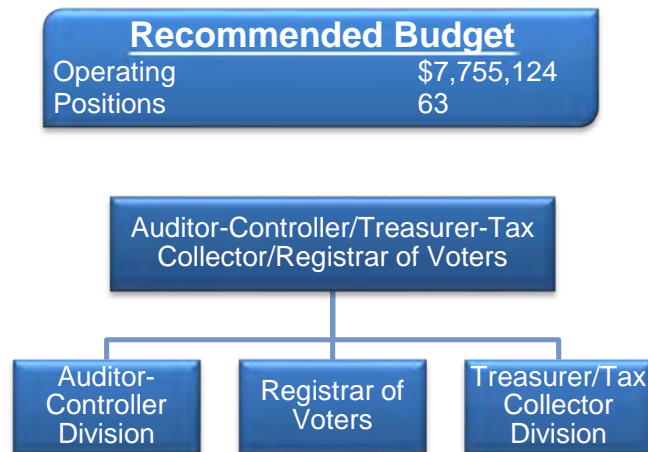 Recommended Budget
Operating $7,755,124
Positions 63
Auditor-Controller/Treasurer-Tax
Collector/Registrar of Voters
Auditor-
Controller
Division
Registrar of
Voters
Treasurer/Tax
Collector
Division